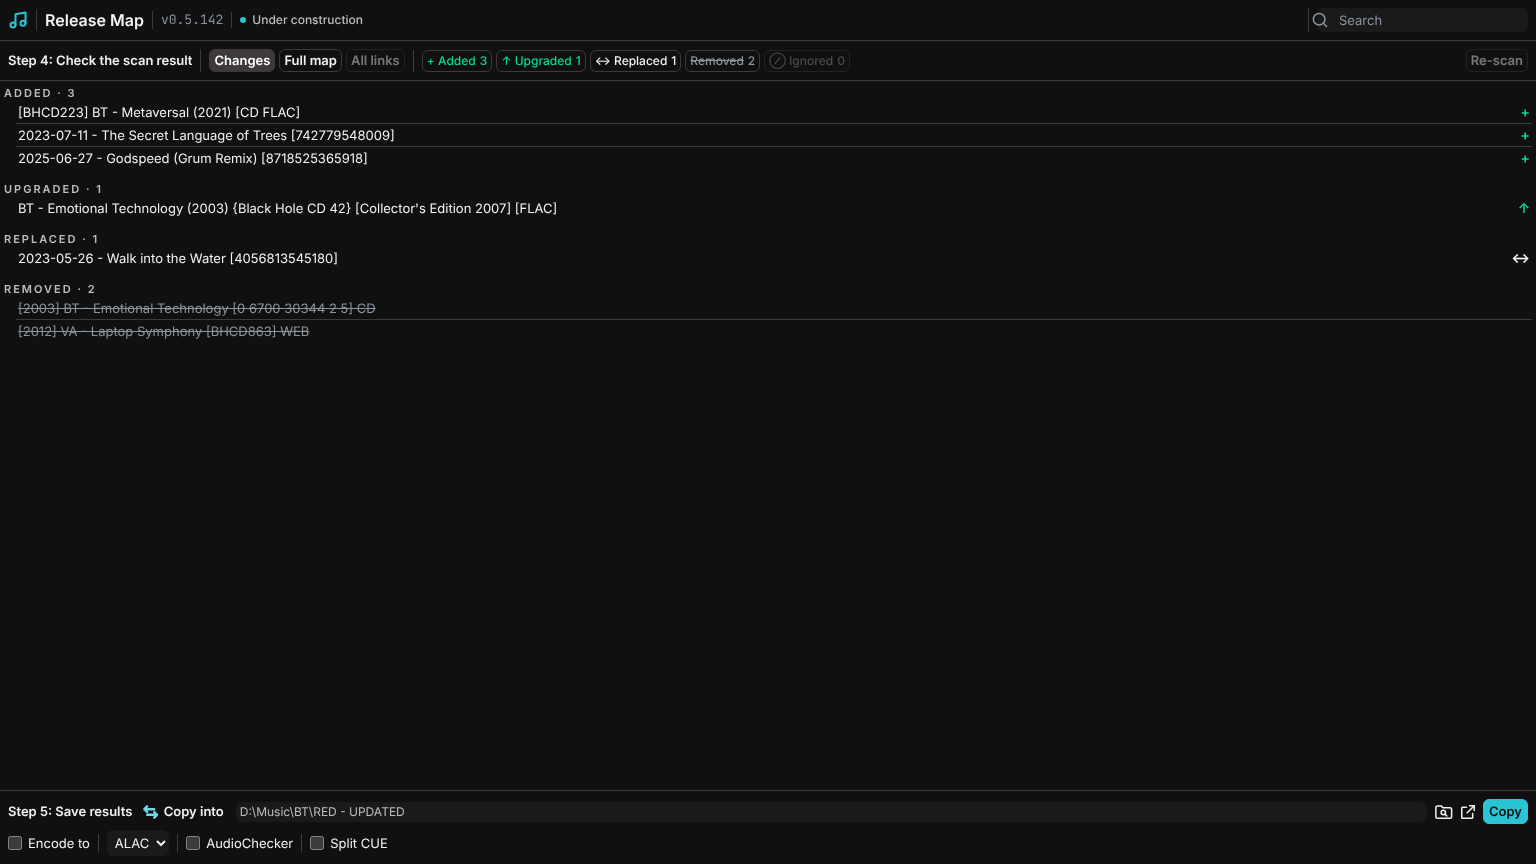 Release Map v0.5.142 Under construction Search
Step 4: Check the scan result Changes Full map All links + Added 3 ↑ Upgraded 1 ↔ Replaced 1 Removed 2 Ignored 0 Re-scan
ADDED · 3
[BHCD223] BT - Metaversal (2021) [CD FLAC] +
2023-07-11 - The Secret Language of Trees [742779548009] +
2025-06-27 - Godspeed (Grum Remix) [8718525365918] +
UPGRADED · 1
BT - Emotional Technology (2003) {Black Hole CD 42} [Collector's Edition 2007] [FLAC] ↑
REPLACED · 1
2023-05-26 - Walk into the Water [4056813545180] ↔
REMOVED · 2
[2003] BT - Emotional Technology [0 6700 30344 2 5] CD
[2012] VA - Laptop Symphony [BHCD863] WEB
Step 5: Save results Copy into D:\Music\BT\RED - UPDATED Copy
Encode to ALAC AudioChecker Split CUE